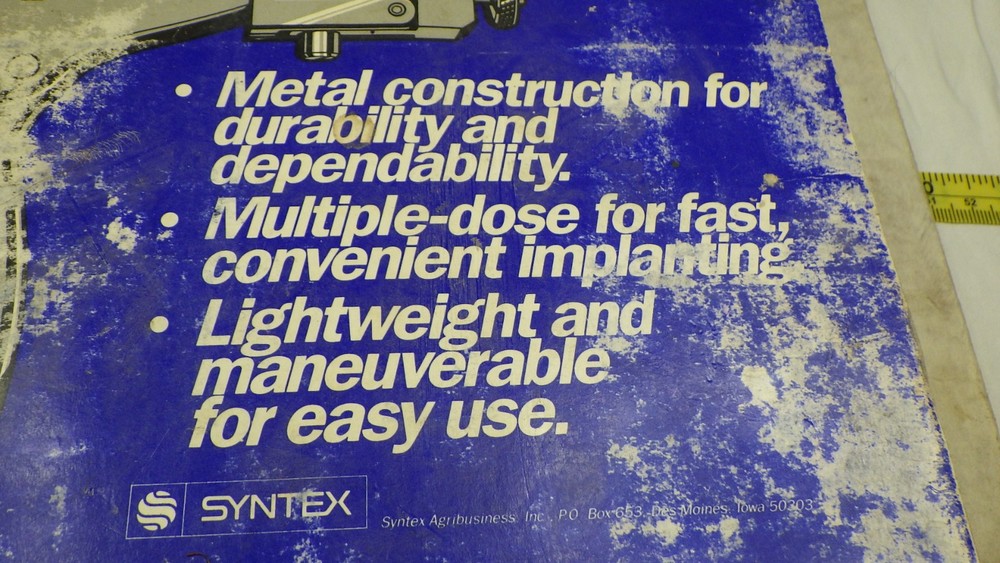 • Metal construction for
durability and
dependability.
• Multiple-dose for fast,
convenient implanting.
• Lightweight and
maneuverable
for easy use.
SYNTEX
Syntex Agribusiness, Inc., P.O. Box 653, Des Moines, Iowa 50303
52